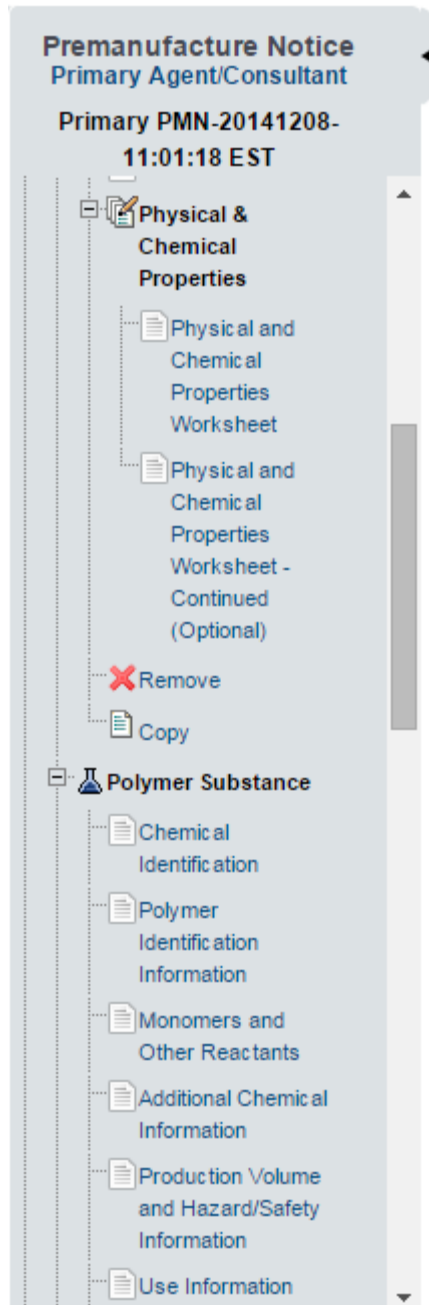 Premanufacture Notice
Primary Agent/Consultant
Primary PMN-20141208-
11:01:18 EST
Physical &
Chemical
Properties
Physical and
Chemical
Properties
Worksheet
Physical and
Chemical
Properties
Worksheet -
Continued
(Optional)
Remove
Copy
Polymer Substance
Chemical
Identification
Polymer
Identification
Information
Monomers and
Other Reactants
Additional Chemical
Information
Production Volume
and Hazard/Safety
Information
Use Information